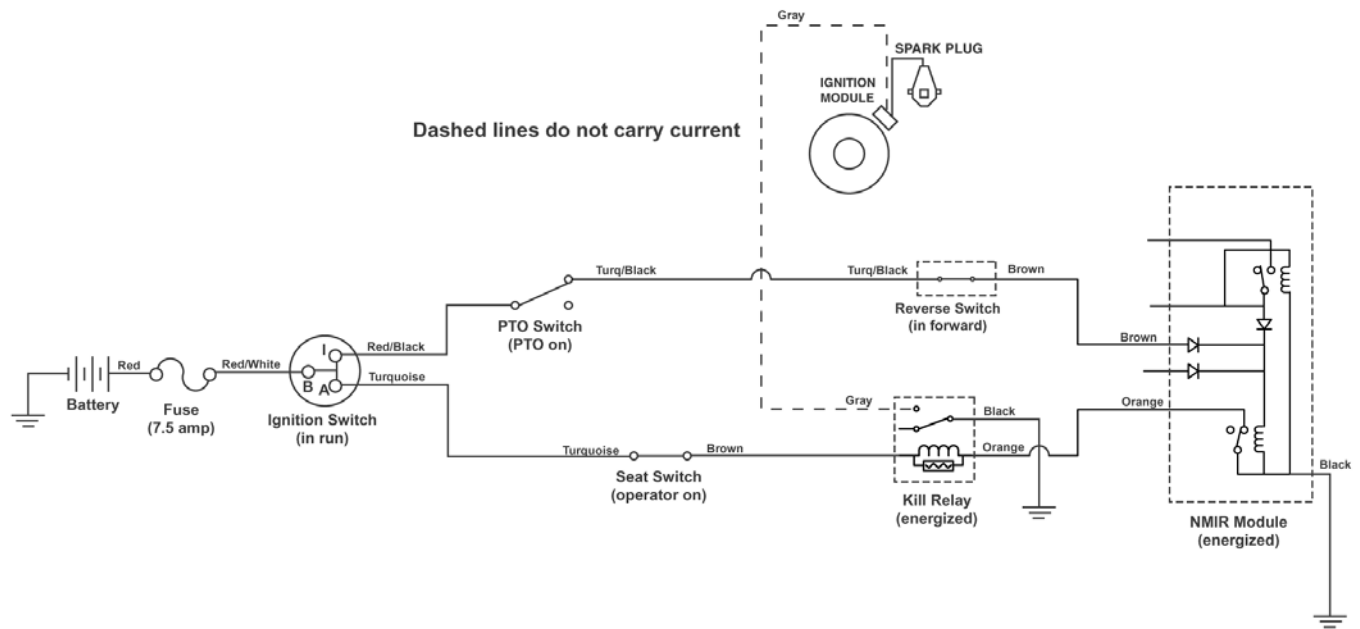 Gray
SPARK PLUG
IGNITION
MODULE
Dashed lines do not carry current
Turq/Black
Turq/Black
Brown
Reverse Switch
(in forward)
PTO Switch
(PTO on)
Red/Black
I
B
A
Turquoise
Red
Red/White
Battery
Fuse
(7.5 amp)
Ignition Switch
(in run)
Brown
Gray
Black
Orange
Turquoise
Brown
Orange
Seat Switch
(operator on)
Kill Relay
(energized)
Black
NMIR Module
(energized)